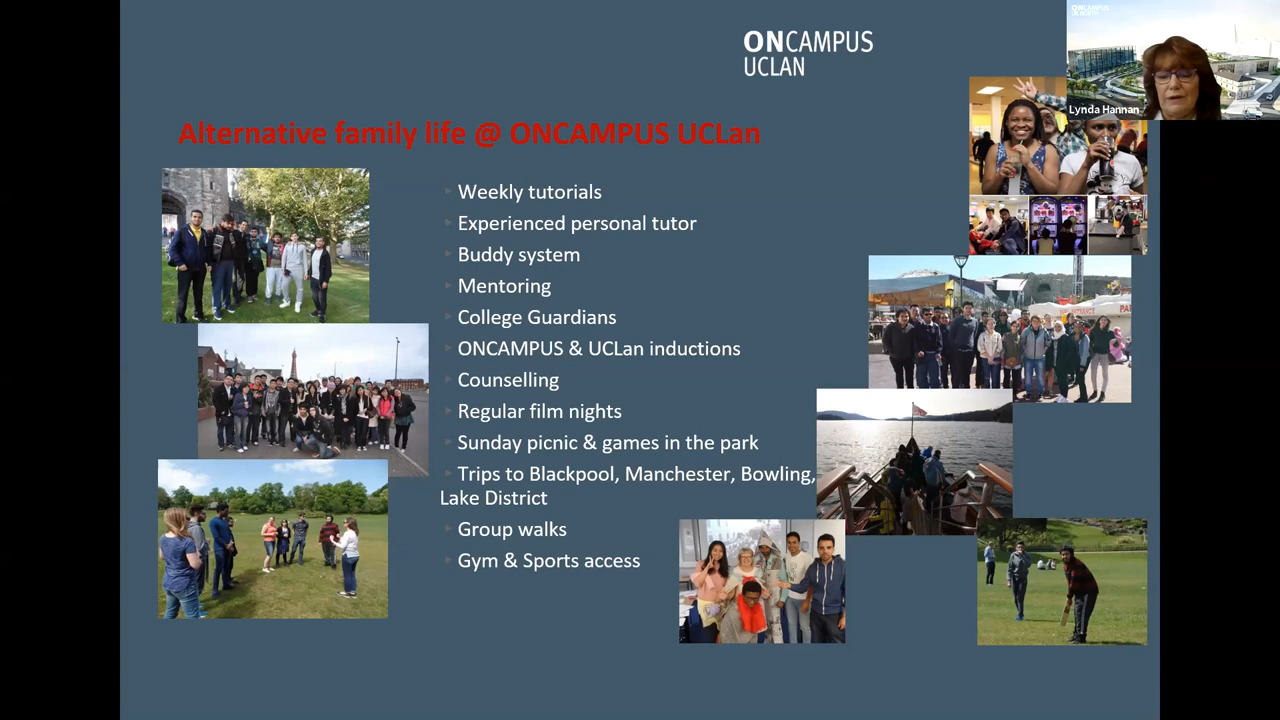 ONCAMPUS
UCLAN
ONCAMPUS
Lynda Hannan
Alternative family life @ ONCAMPUS UCLan
Weekly tutorials
Experienced personal tutor
Buddy system
Mentoring
College Guardians
ONCAMPUS & UCLan inductions
Counselling
Regular film nights
Sunday picnic & games in the park
Trips to Blackpool, Manchester, Bowling,
Lake District
Group walks
Gym & Sports access